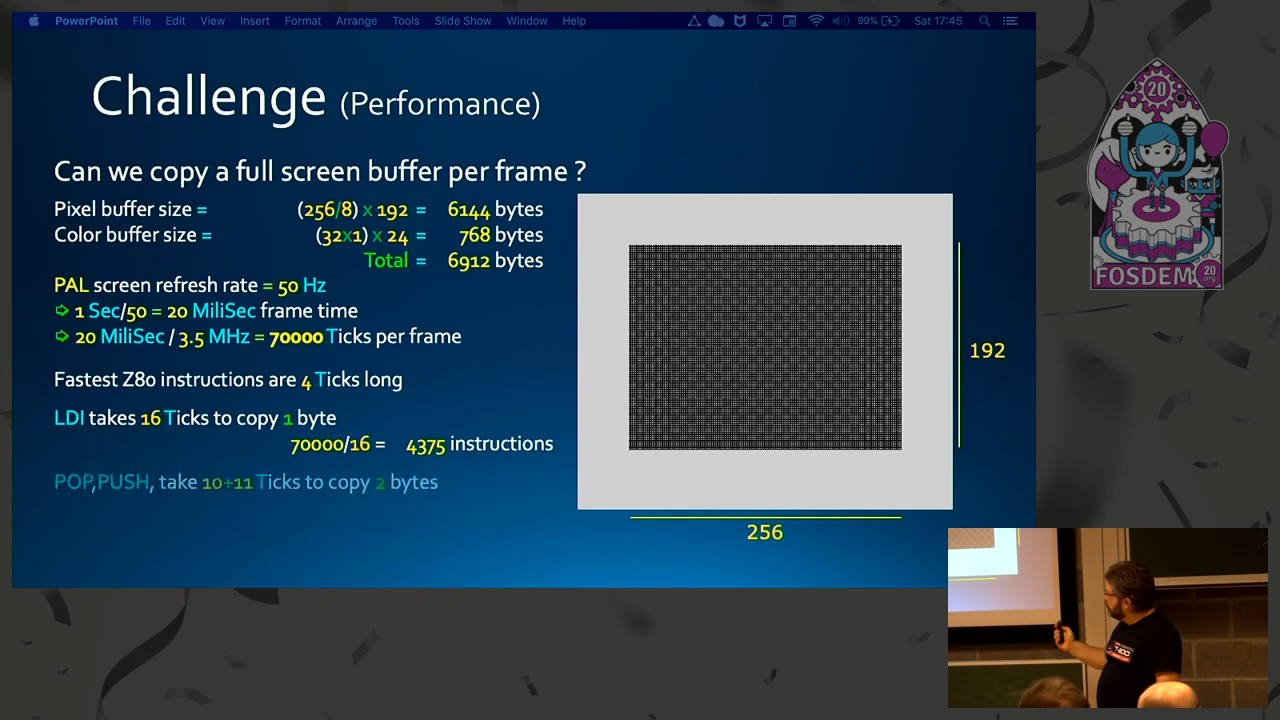 PowerPoint File Edit View Insert Format Arrange Tools Slide Show Window Help 99% Sat 17:45
Challenge (Performance)
Can we copy a full screen buffer per frame ?
Pixel buffer size = (256/8) x 192 = 6144 bytes
Color buffer size = (32x1) x 24 = 768 bytes
Total = 6912 bytes
PAL screen refresh rate = 50 Hz
⇨ 1 Sec/50 = 20 MiliSec frame time
⇨ 20 MiliSec / 3.5 MHz = 70000 Ticks per frame
Fastest Z80 instructions are 4 Ticks long
LDI takes 16 Ticks to copy 1 byte
70000/16 = 4375 instructions
POP,PUSH, take 10+11 Ticks to copy 2 bytes
192
256
20
FOSDEM 20
.org